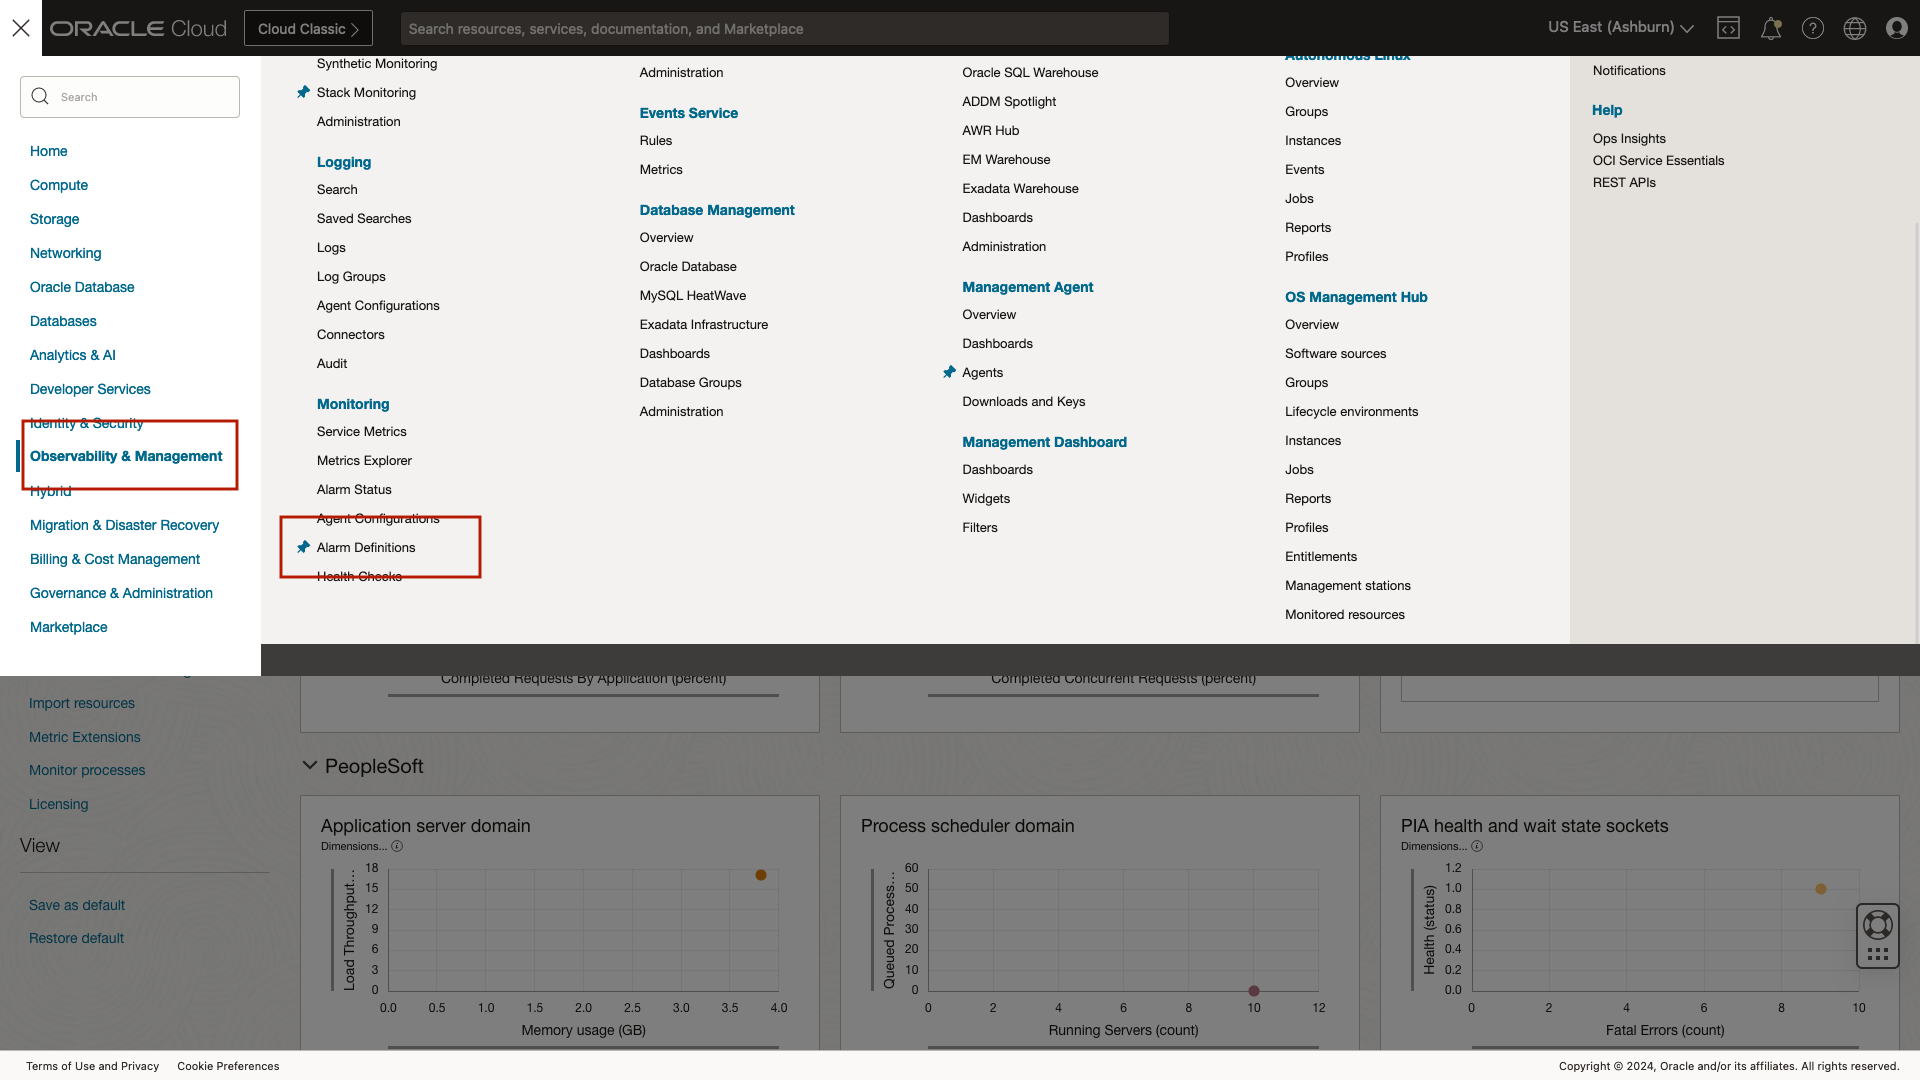 ORACLE Cloud
Cloud Classic
Search resources, services, documentation, and Marketplace
US East (Ashburn)
Search
Home
Compute
Storage
Networking
Oracle Database
Databases
Analytics & AI
Developer Services
Identity & Security
Observability & Management
Hybrid
Migration & Disaster Recovery
Billing & Cost Management
Governance & Administration
Marketplace
Synthetic Monitoring
Stack Monitoring
Administration
Logging
Search
Saved Searches
Logs
Log Groups
Agent Configurations
Connectors
Audit
Monitoring
Service Metrics
Metrics Explorer
Alarm Status
Agent Configurations
Alarm Definitions
Health Checks
Administration
Events Service
Rules
Metrics
Database Management
Overview
Oracle Database
MySQL HeatWave
Exadata Infrastructure
Dashboards
Database Groups
Administration
Oracle SQL Warehouse
ADDM Spotlight
AWR Hub
EM Warehouse
Exadata Warehouse
Dashboards
Administration
Management Agent
Overview
Dashboards
Agents
Downloads and Keys
Management Dashboard
Dashboards
Widgets
Filters
Autonomous Linux
Overview
Groups
Instances
Events
Jobs
Reports
Profiles
OS Management Hub
Overview
Software sources
Groups
Lifecycle environments
Instances
Jobs
Reports
Profiles
Entitlements
Management stations
Monitored resources
Notifications
Help
Ops Insights
OCI Service Essentials
REST APIs
Import resources
Metric Extensions
Monitor processes
Licensing
View
Save as default
Restore default
Completed Requests By Application (percent)
Completed Concurrent Requests (percent)
PeopleSoft
Application server domain
Dimensions...
Load Throughput...
18
15
12
9
6
3
0
0.0 0.5 1.0 1.5 2.0 2.5 3.0 3.5 4.0
Memory usage (GB)
Process scheduler domain
Queued Process...
60
50
40
30
20
10
0
0 2 4 6 8 10 12
Running Servers (count)
PIA health and wait state sockets
Dimensions...
Health (status)
1.2
1.0
0.8
0.6
0.4
0.2
0.0
0 2 4 6 8 10
Fatal Errors (count)
Terms of Use and Privacy Cookie Preferences
Copyright © 2024, Oracle and/or its affiliates. All rights reserved.